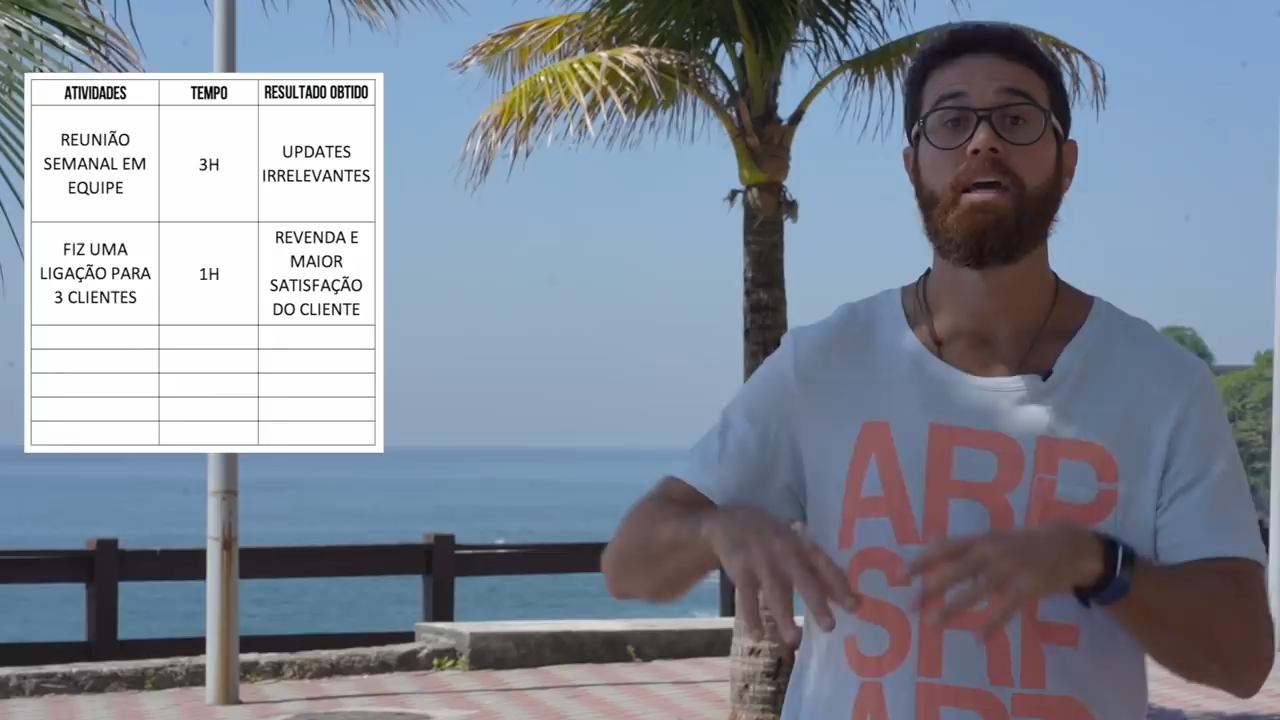 ATIVIDADES
TEMPO
RESULTADO OBTIDO
REUNIÃO
SEMANAL EM
EQUIPE
3H
UPDATES
IRRELEVANTES
FIZ UMA
LIGAÇÃO PARA
3 CLIENTES
1H
REVENDA E
MAIOR
SATISFAÇÃO
DO CLIENTE